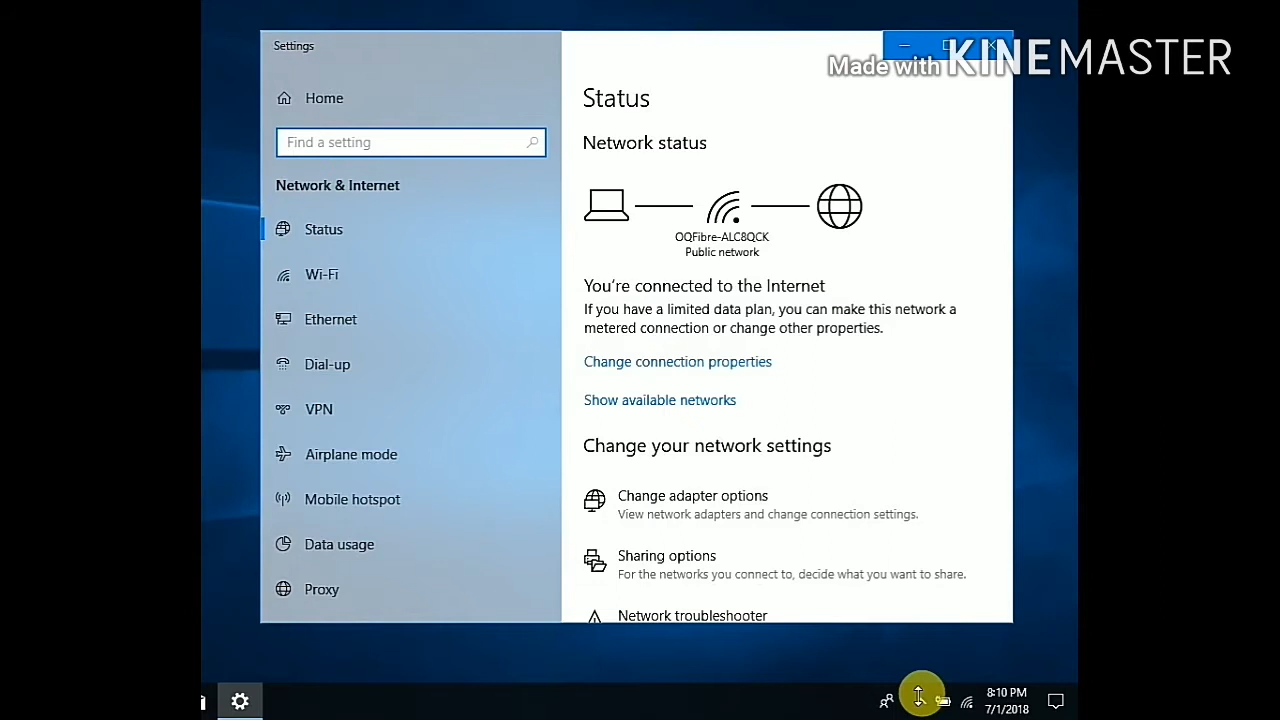 Settings
Made with KINEMASTER
Home
Find a setting
Network & Internet
Status
Wi-Fi
Ethernet
Dial-up
VPN
Airplane mode
Mobile hotspot
Data usage
Proxy
Status
Network status
OQFibre-ALC8QCK
Public network
You're connected to the Internet
If you have a limited data plan, you can make this network a
metered connection or change other properties.
Change connection properties
Show available networks
Change your network settings
Change adapter options
View network adapters and change connection settings.
Sharing options
For the networks you connect to, decide what you want to share.
Network troubleshooter
8:10 PM
7/1/2018